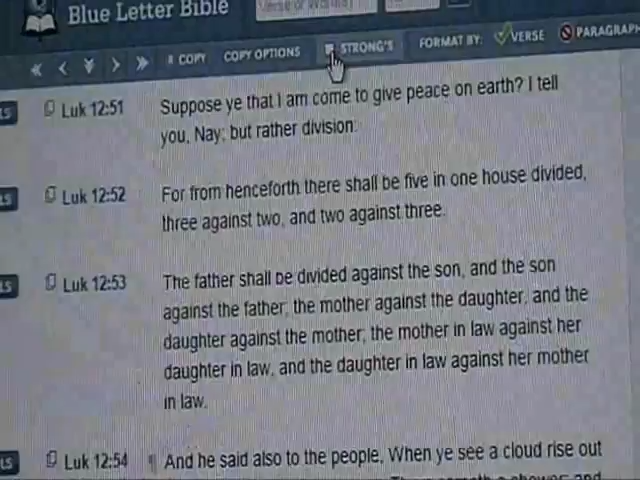 Blue Letter Bible
COPY COPY OPTIONS STRONG'S FORMAT BY: VERSE PARAGRAPH
LS Luk 12:51 Suppose ye that I am come to give peace on earth? I tell
you, Nay; but rather division:
LS Luk 12:52 For from henceforth there shall be five in one house divided,
three against two, and two against three.
LS Luk 12:53 The father shall be divided against the son, and the son
against the father; the mother against the daughter, and the
daughter against the mother; the mother in law against her
daughter in law, and the daughter in law against her mother
in law.
LS Luk 12:54 ¶ And he said also to the people, When ye see a cloud rise out